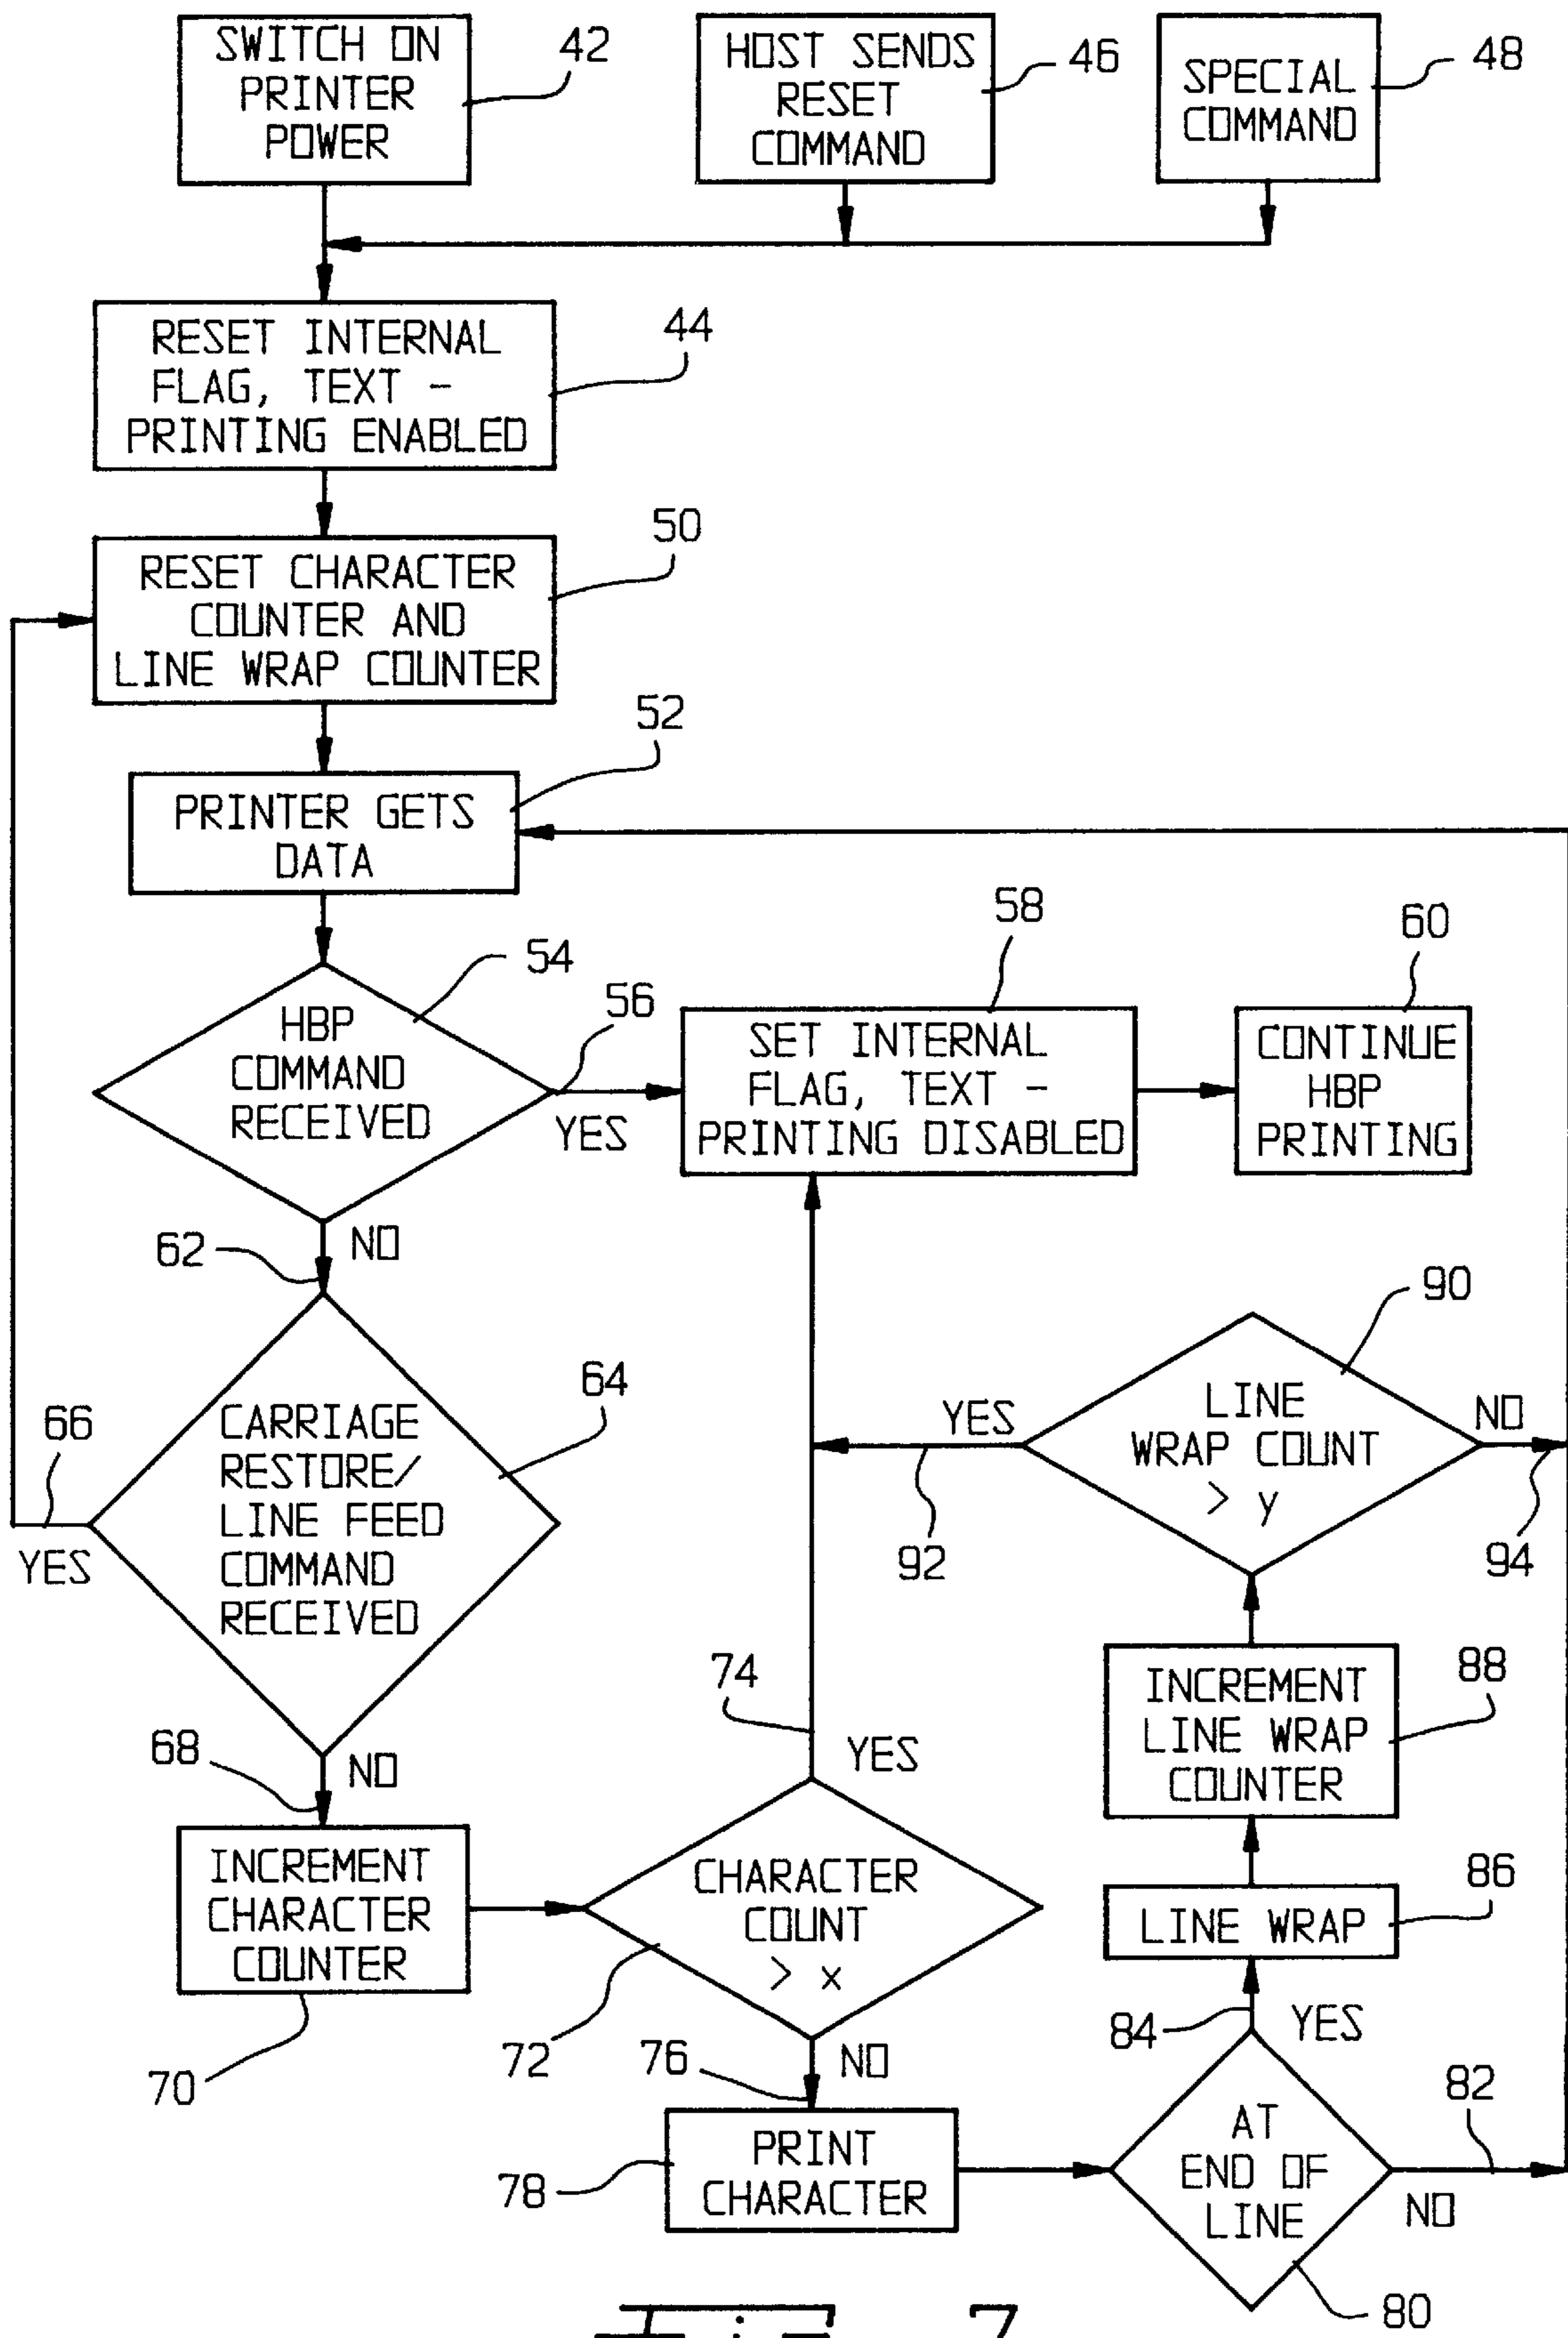 SWITCH ON
PRINTER
POWER
42
HOST SENDS
RESET
COMMAND
46
SPECIAL
COMMAND
48
RESET INTERNAL
FLAG, TEXT -
PRINTING ENABLED
44
RESET CHARACTER
COUNTER AND
LINE WRAP COUNTER
50
PRINTER GETS
DATA
52
HBP
COMMAND
RECEIVED
54
56
YES
SET INTERNAL
FLAG, TEXT -
PRINTING DISABLED
58
CONTINUE
HBP
PRINTING
60
62
NO
CARRIAGE
RESTORE/
LINE FEED
COMMAND
RECEIVED
64
66
YES
LINE
WRAP COUNT
> y
90
YES
92
NO
94
68
NO
INCREMENT
CHARACTER
COUNTER
70
CHARACTER
COUNT
> x
72
74
YES
76
NO
INCREMENT
LINE WRAP
COUNTER
88
LINE WRAP
86
84
YES
PRINT
CHARACTER
78
AT
END OF
LINE
80
82
NO
Fig. 7